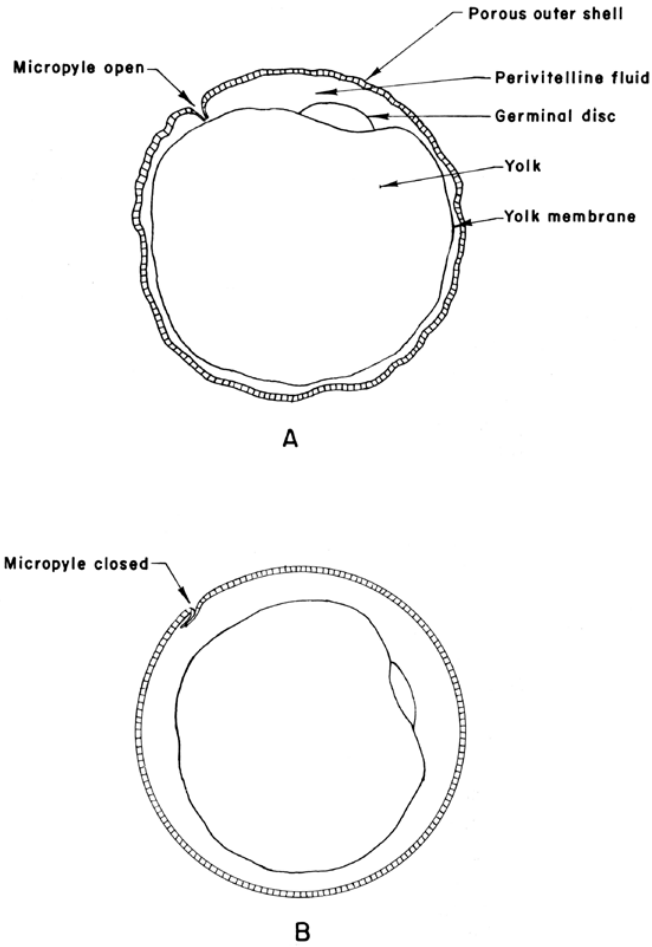 Porous outer shell
Micropyle open
Perivitelline fluid
Germinal disc
Yolk
Yolk membrane
A
Micropyle closed
B